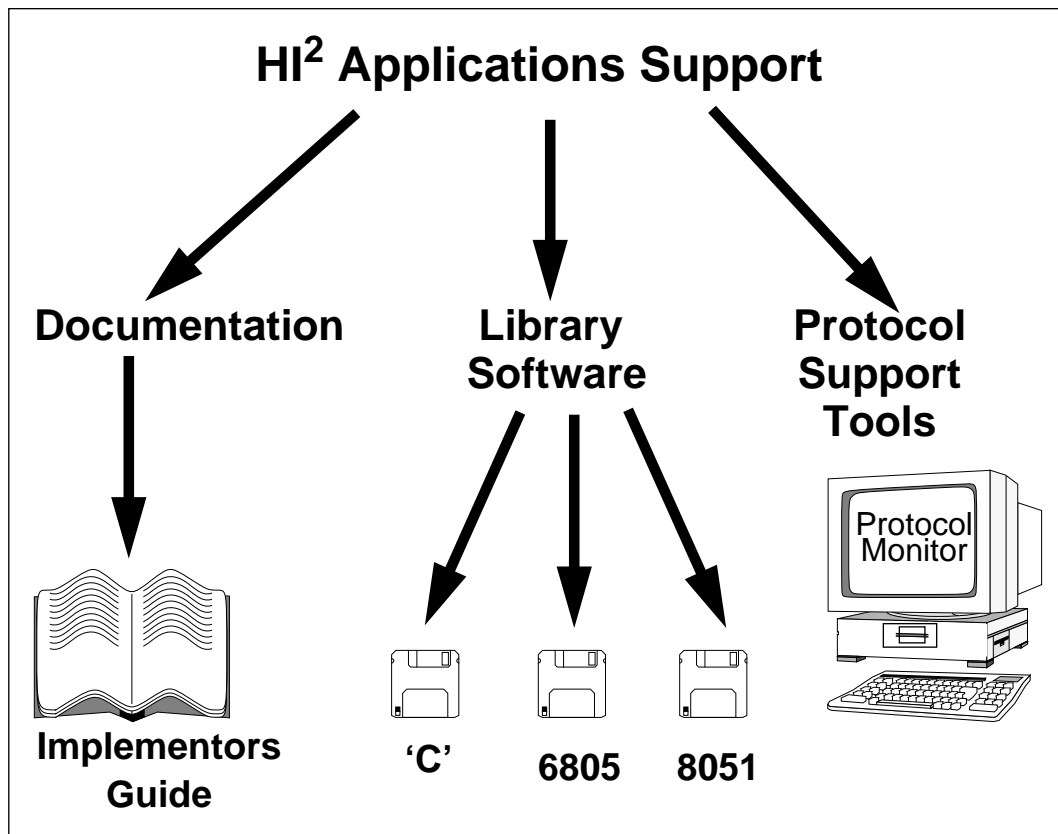 HI² Applications Support
Documentation
Library
Software
Protocol
Support
Tools
Protocol
Monitor
Implementors
Guide
‘C’
6805
8051